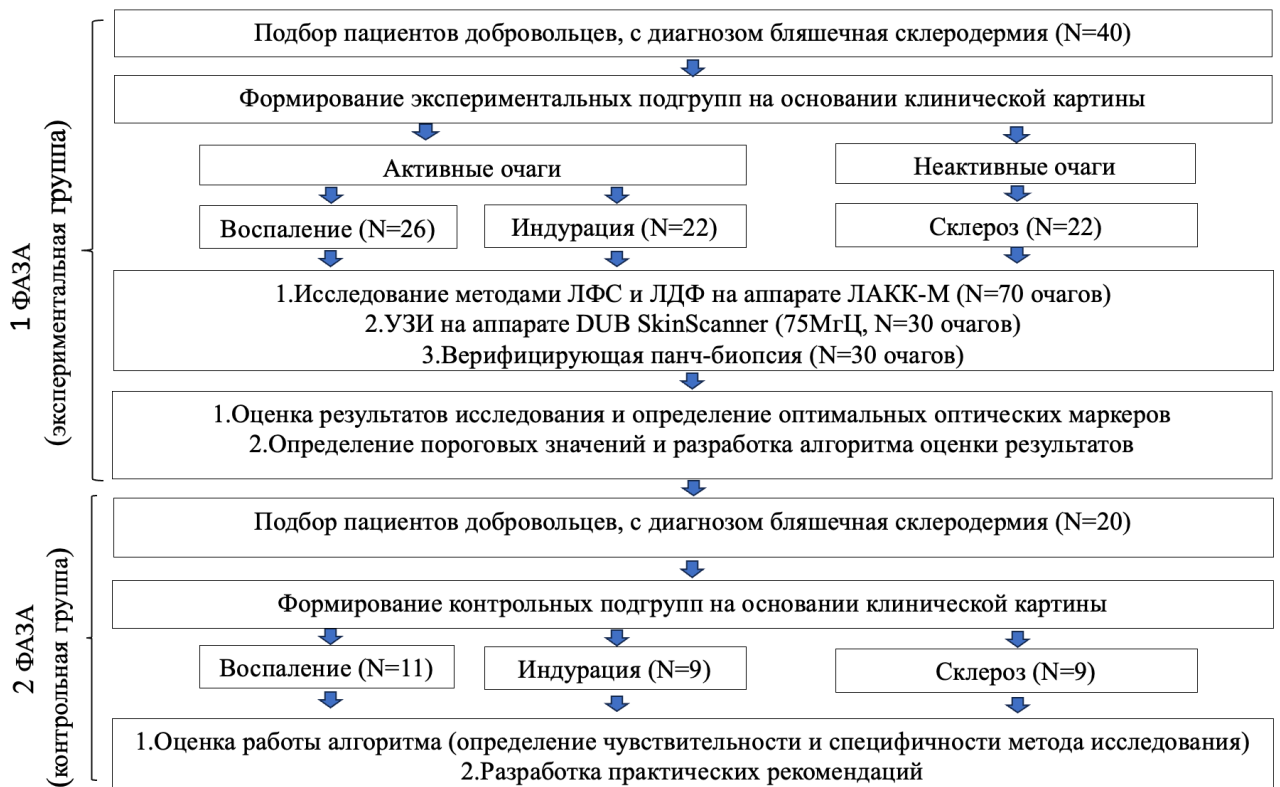 Подбор пациентов добровольцев, с диагнозом бляшечная склеродермия (N=40)
Формирование экспериментальных подгрупп на основании клинической картины
Активные очаги
Неактивные очаги
Воспаление (N=26)
Индурация (N=22)
Склероз (N=22)
1.Исследование методами ЛФС и ЛДФ на аппарате ЛАКК-М (N=70 очагов)
2.УЗИ на аппарате DUB SkinScanner (75МгЦ, N=30 очагов)
3.Верифицирующая панч-биопсия (N=30 очагов)
1.Оценка результатов исследования и определение оптимальных оптических маркеров
2.Определение пороговых значений и разработка алгоритма оценки результатов
1 ФАЗА
(экспериментальная группа)
Подбор пациентов добровольцев, с диагнозом бляшечная склеродермия (N=20)
Формирование контрольных подгрупп на основании клинической картины
Воспаление (N=11)
Индурация (N=9)
Склероз (N=9)
1.Оценка работы алгоритма (определение чувствительности и специфичности метода исследования)
2.Разработка практических рекомендаций
2 ФАЗА
(контрольная группа)